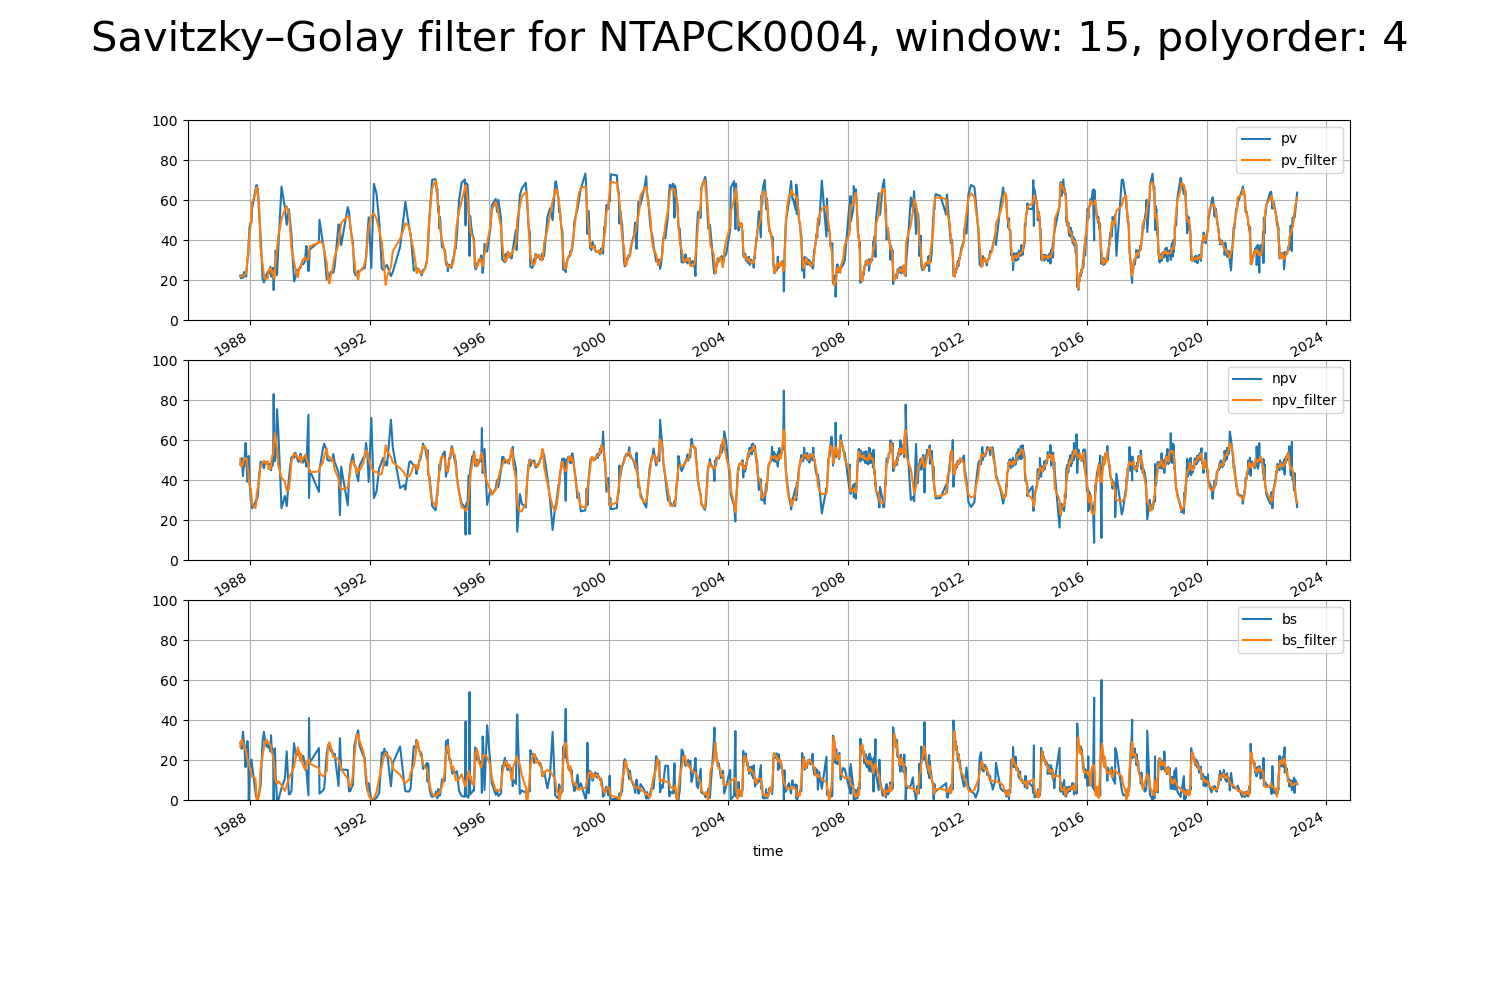 Savitzky–Golay filter for NTAPCK0004, window: 15, polyorder: 4
100
80
60
40
20
0
pv
pv_filter
1988 1992 1996 2000 2004 2008 2012 2016 2020 2024
100
80
60
40
20
0
npv
npv_filter
1988 1992 1996 2000 2004 2008 2012 2016 2020 2024
100
80
60
40
20
0
bs
bs_filter
1988 1992 1996 2000 2004 2008 2012 2016 2020 2024
time